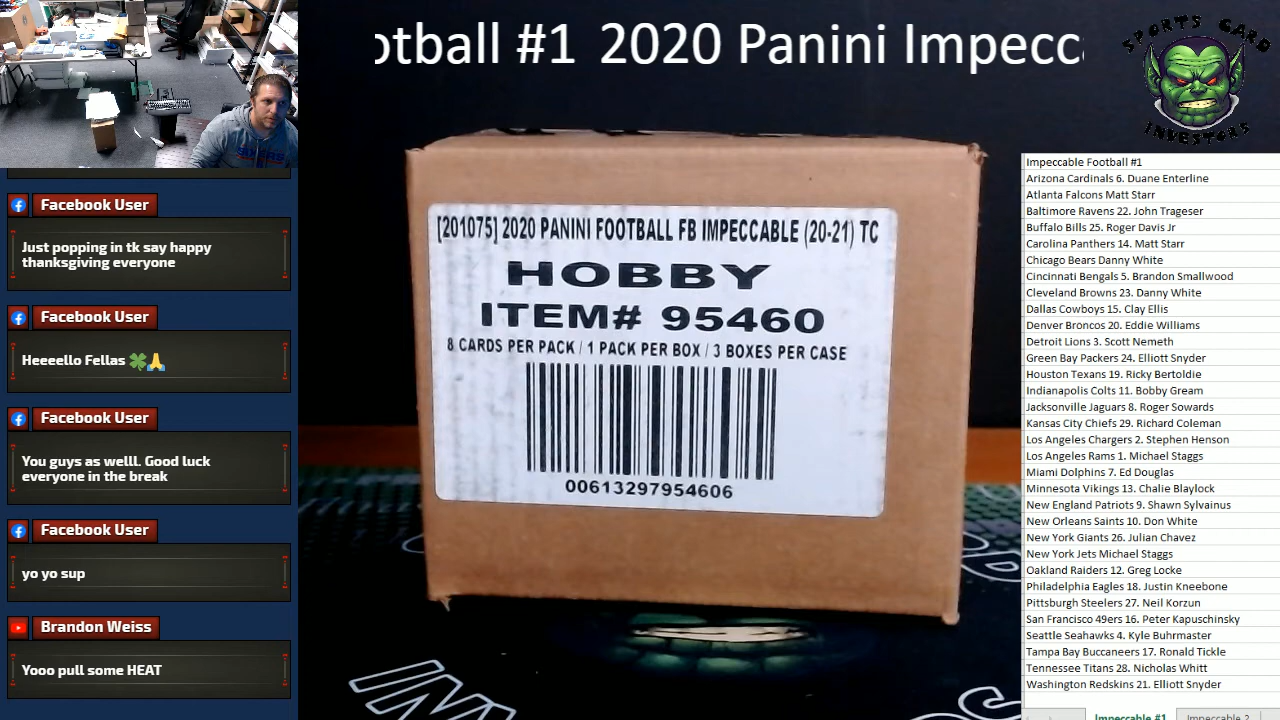 otball #1 2020 Panini Impecc
SPORTS CARD
INVESTORS
Facebook User
Just popping in tk say happy
thanksgiving everyone
Facebook User
Heeeello Fellas 🍀🙏
Facebook User
You guys as welll. Good luck
everyone in the break
Facebook User
yo yo sup
Brandon Weiss
Yooo pull some HEAT
[201075] 2020 PANINI FOOTBALL FB IMPECCABLE (20-21) TC
HOBBY
ITEM# 95460
8 CARDS PER PACK / 1 PACK PER BOX / 3 BOXES PER CASE
00613297954606
Impeccable Football #1
Arizona Cardinals 6. Duane Enterline
Atlanta Falcons Matt Starr
Baltimore Ravens 22. John Trageser
Buffalo Bills 25. Roger Davis Jr
Carolina Panthers 14. Matt Starr
Chicago Bears Danny White
Cincinnati Bengals 5. Brandon Smallwood
Cleveland Browns 23. Danny White
Dallas Cowboys 15. Clay Ellis
Denver Broncos 20. Eddie Williams
Detroit Lions 3. Scott Nemeth
Green Bay Packers 24. Elliott Snyder
Houston Texans 19. Ricky Bertoldie
Indianapolis Colts 11. Bobby Gream
Jacksonville Jaguars 8. Roger Sowards
Kansas City Chiefs 29. Richard Coleman
Los Angeles Chargers 2. Stephen Henson
Los Angeles Rams 1. Michael Staggs
Miami Dolphins 7. Ed Douglas
Minnesota Vikings 13. Chalie Blaylock
New England Patriots 9. Shawn Sylvainus
New Orleans Saints 10. Don White
New York Giants 26. Julian Chavez
New York Jets Michael Staggs
Oakland Raiders 12. Greg Locke
Philadelphia Eagles 18. Justin Kneebone
Pittsburgh Steelers 27. Neil Korzun
San Francisco 49ers 16. Peter Kapuschinsky
Seattle Seahawks 4. Kyle Buhrmaster
Tampa Bay Buccaneers 17. Ronald Tickle
Tennessee Titans 28. Nicholas Whitt
Washington Redskins 21. Elliott Snyder
Impeccable #1 Impeccable 2